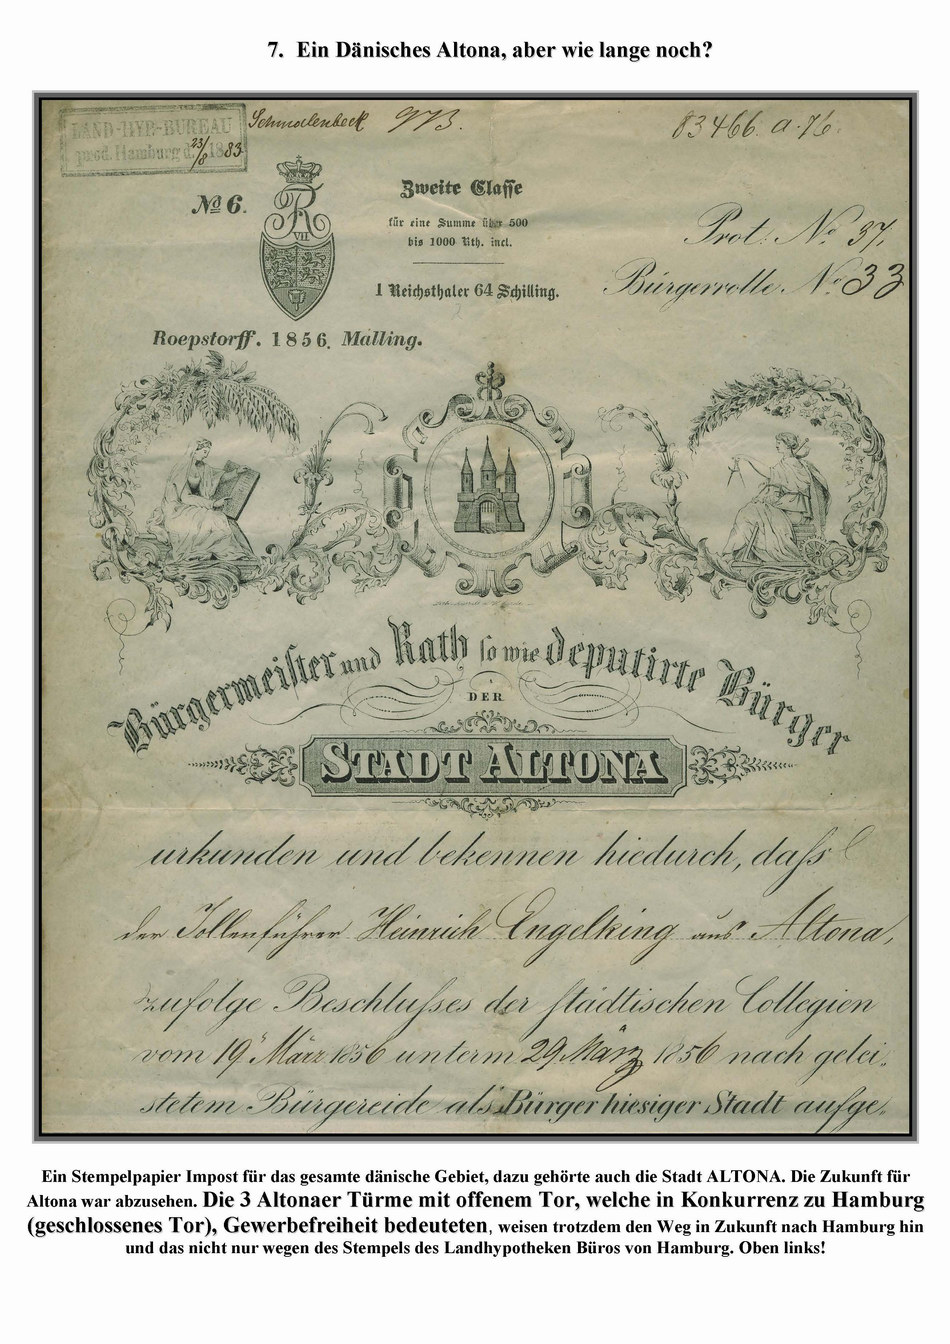 7. Ein Dänisches Altona, aber wie lange noch?
LAND-HYP-BUREAU
prod. Hamburg d. 23/8 1883
Schmalenbeck
83466. a. 76.
№ 6.
VII
Zweite Classe
für eine Summe über 500
bis 1000 Rth. incl.
1 Reichsthaler 64 Schilling.
Prot: No. 37.
Bürgerrolle No. 33
Roepstorff. 1856. Malling.
Bürgermeister und Rath so wie deputirte Bürger
DER
STADT ALTONA
urkunden und bekennen hiedurch, daſs
der Jollenführer Heinrich Engelking aus Altona,
zufolge Beschluſses der städtischen Collegien
vom 19 März 1856 unterm 29 März 1856 nach gelei-
stetem Bürgereide als Bürger hiesiger Stadt aufge-
Ein Stempelpapier Impost für das gesamte dänische Gebiet, dazu gehörte auch die Stadt ALTONA. Die Zukunft für
Altona war abzusehen. Die 3 Altonaer Türme mit offenem Tor, welche in Konkurrenz zu Hamburg
(geschlossenes Tor), Gewerbefreiheit bedeuteten, weisen trotzdem den Weg in Zukunft nach Hamburg hin
und das nicht nur wegen des Stempels des Landhypotheken Büros von Hamburg. Oben links!